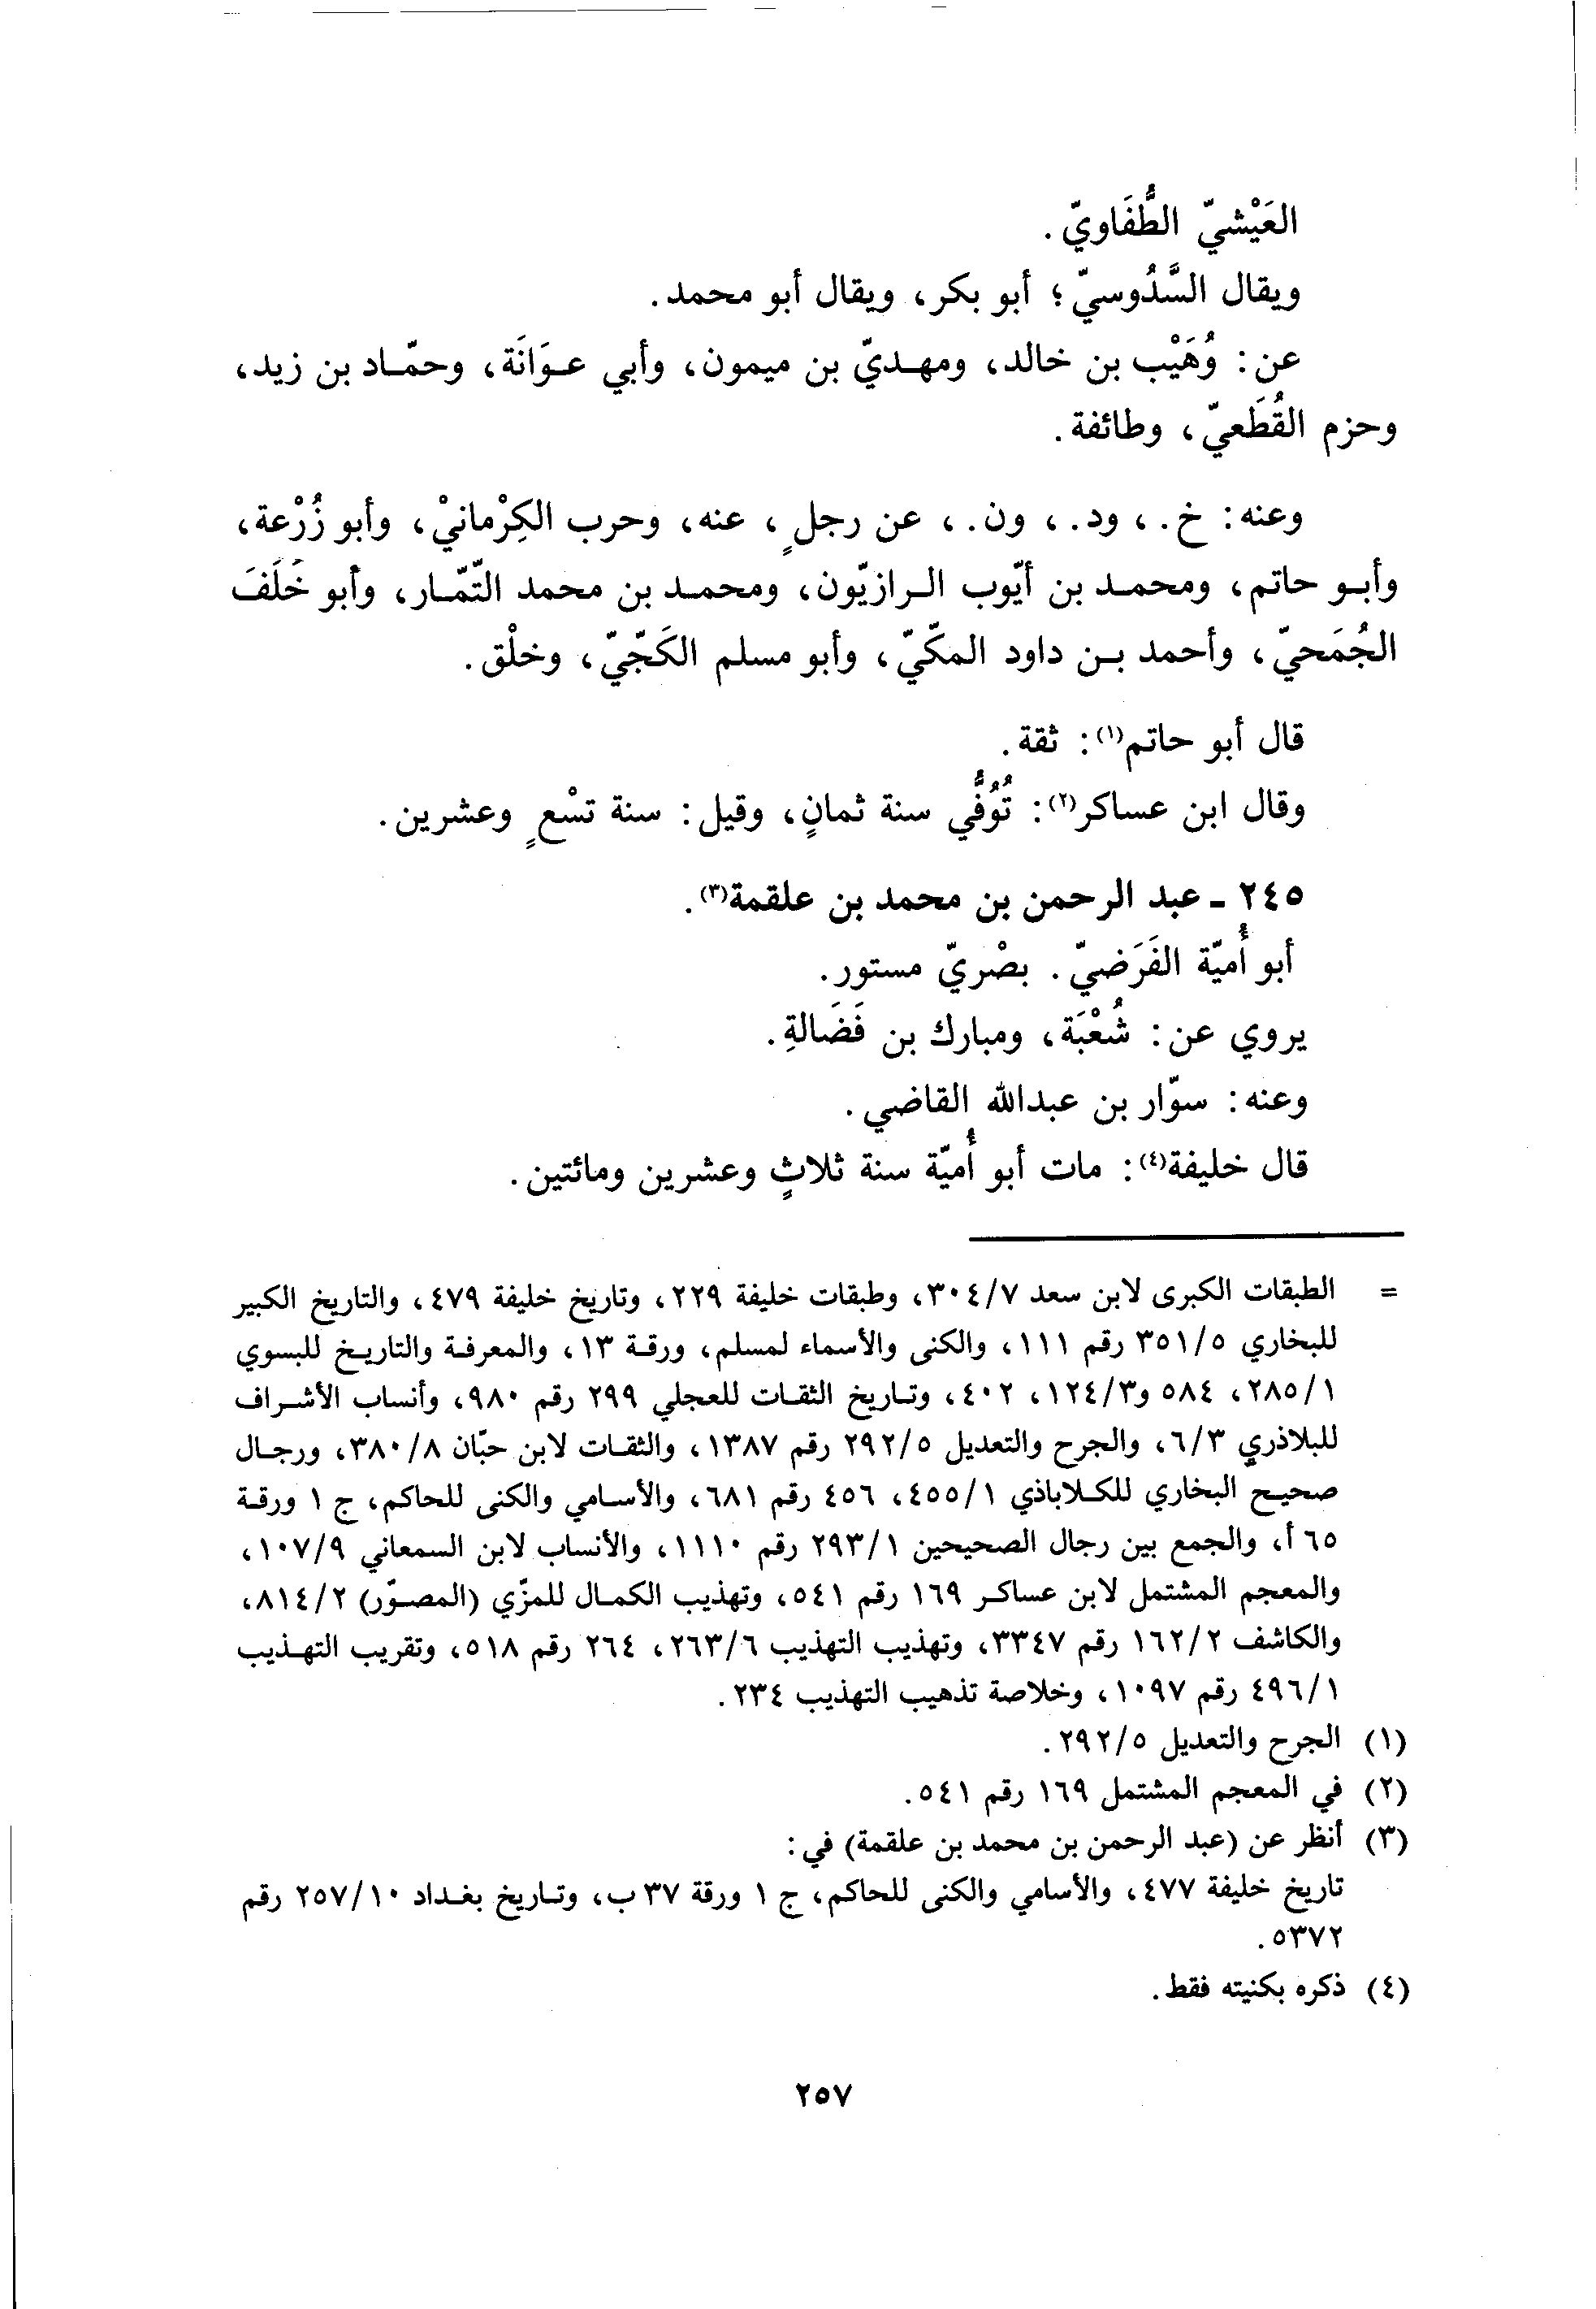 العَيْشيّ الطُّفَاويّ.
ويقال السَّدُوسيّ؛ أبو بكر، ويقال أبو محمد.
عن: وُهَيْب بن خالد، ومهديّ بن ميمون، وأبي عوَانَة، وحمّاد بن زيد،
وحزم القُطَعيّ، وطائفة.
وعنه: خ.، ود.، ون.، عن رجلٍ، عنه، وحرب الكِرْمانيْ، وأبو زُرْعة،
وأبو حاتم، ومحمد بن أيّوب الرازيّون، ومحمد بن محمد التّمّار، وأبو خَلَفَ
الجُمَحيّ، وأحمد بن داود المكّيّ، وأبو مسلم الكَجّيّ، وخلْق.
قال أبو حاتم(١): ثقة.
وقال ابن عساكر(٢): تُوُفُّي سنة ثمانٍ، وقيل: سنة تسْعٍ وعشرين.
٢٤٥ ـ عبد الرحمن بن محمد بن علقمة(٣).
أبو أُميّة الفَرَضيّ. بصْريّ مستور.
يروي عن: شُعْبَة، ومبارك بن فَضَالةِ.
وعنه: سوّار بن عبدالله القاضي.
قال خليفة(٤): مات أبو أُميّة سنة ثلاثٍ وعشرين ومائتين.
= الطبقات الكبرى لابن سعد ٣٠٤/٧، وطبقات خليفة ٢٢٩، وتاريخ خليفة ٤٧٩، والتاريخ الكبير
للبخاري ٣٥١/٥ رقم ١١١، والكنى والأسماء لمسلم، ورقة ١٣، والمعرفة والتاريخ للبسوي
٢٨٥/١، ٥٨٤ و١٢٤/٣، ٤٠٢، وتاريخ الثقات للعجلي ٢٩٩ رقم ٩٨٠، وأنساب الأشراف
للبلاذري ٦/٣، والجرح والتعديل ٢٩٢/٥ رقم ١٣٨٧، والثقات لابن حبّان ٣٨٠/٨، ورجال
صحيح البخاري للكلاباذي ٤٥٥/١، ٤٥٦ رقم ٦٨١، والأسامي والكنى للحاكم، ج ١ ورقة
٦٥ أ، والجمع بين رجال الصحيحين ٢٩٣/١ رقم ١١١٠، والأنساب لابن السمعاني ١٠٧/٩،
والمعجم المشتمل لابن عساكر ١٦٩ رقم ٥٤١، وتهذيب الكمال للمزّي (المصوّر) ٨١٤/٢،
والكاشف ١٦٢/٢ رقم ٣٣٤٧، وتهذيب التهذيب ٢٦٣/٦، ٢٦٤ رقم ٥١٨، وتقريب التهذيب
٤٩٦/١ رقم ١٠٩٧، وخلاصة تذهيب التهذيب ٢٣٤.
(١) الجرح والتعديل ٢٩٢/٥.
(٢) في المعجم المشتمل ١٦٩ رقم ٥٤١.
(٣) أنظر عن (عبد الرحمن بن محمد بن علقمة) في:
تاريخ خليفة ٤٧٧، والأسامي والكنى للحاكم، ج ١ ورقة ٣٧ ب، وتاريخ بغداد ٢٥٧/١٠ رقم
٥٣٧٢.
(٤) ذكره بكنيته فقط.
٢٥٧